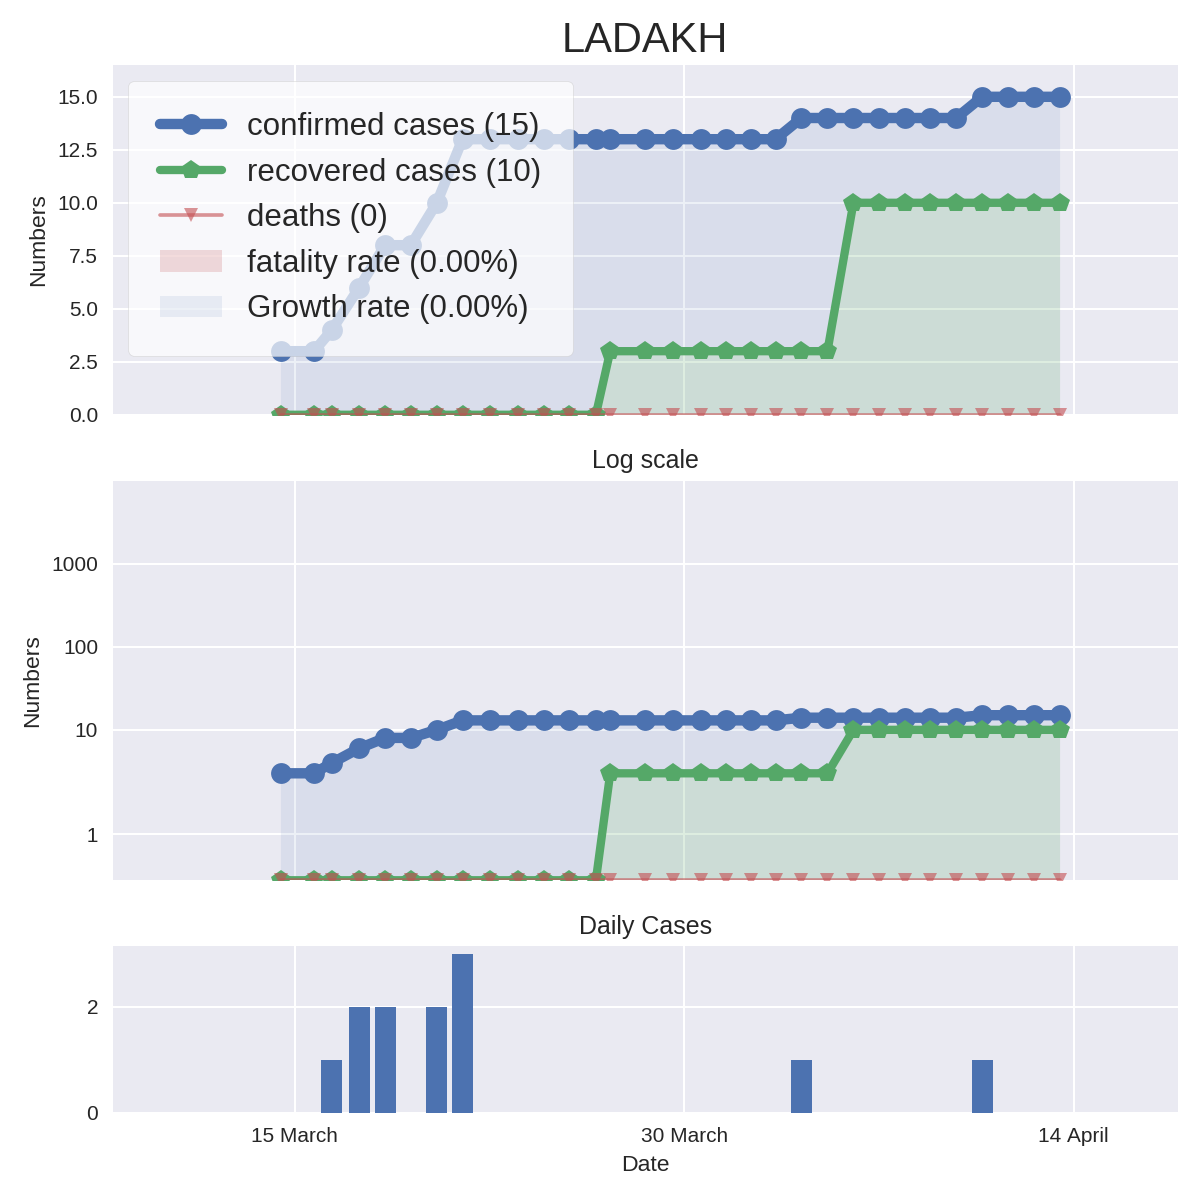 LADAKH
15.0
12.5
10.0
7.5
5.0
2.5
0.0
Numbers
confirmed cases (15)
recovered cases (10)
deaths (0)
fatality rate (0.00%)
Growth rate (0.00%)
Log scale
1000
100
10
1
Numbers
Daily Cases
2
0
15 March
30 March
14 April
Date